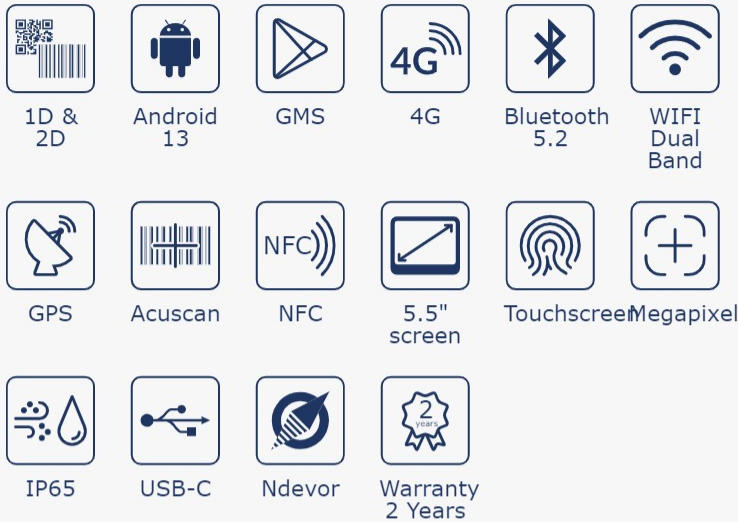 1D &
2D
Android
13
GMS
4G
4G
Bluetooth
5.2
WIFI
Dual
Band
GPS
Acuscan
NFC
NFC
5.5"
screen
Touchscreen
Megapixel
IP65
USB-C
Ndevor
2
years
Warranty
2 Years